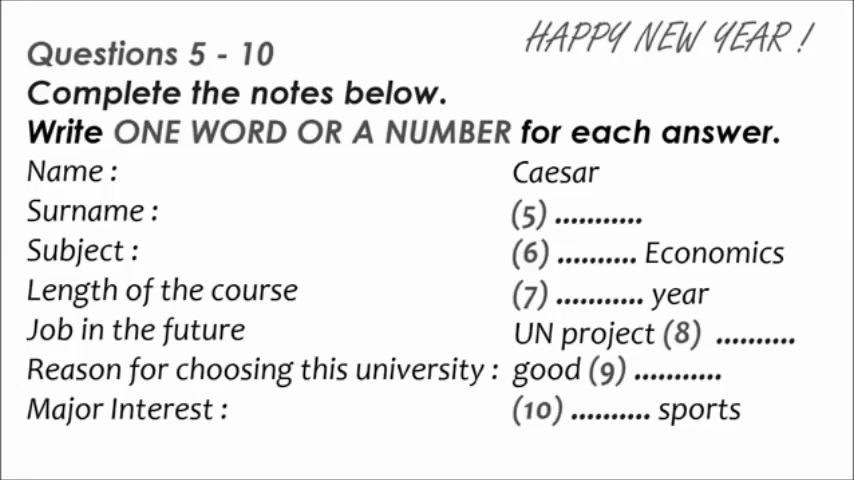 HAPPY NEW YEAR !
Questions 5 - 10
Complete the notes below.
Write ONE WORD OR A NUMBER for each answer.
Name : Caesar
Surname : (5) ...........
Subject : (6) .......... Economics
Length of the course (7) ........... year
Job in the future UN project (8) ..........
Reason for choosing this university : good (9) ...........
Major Interest : (10) .......... sports